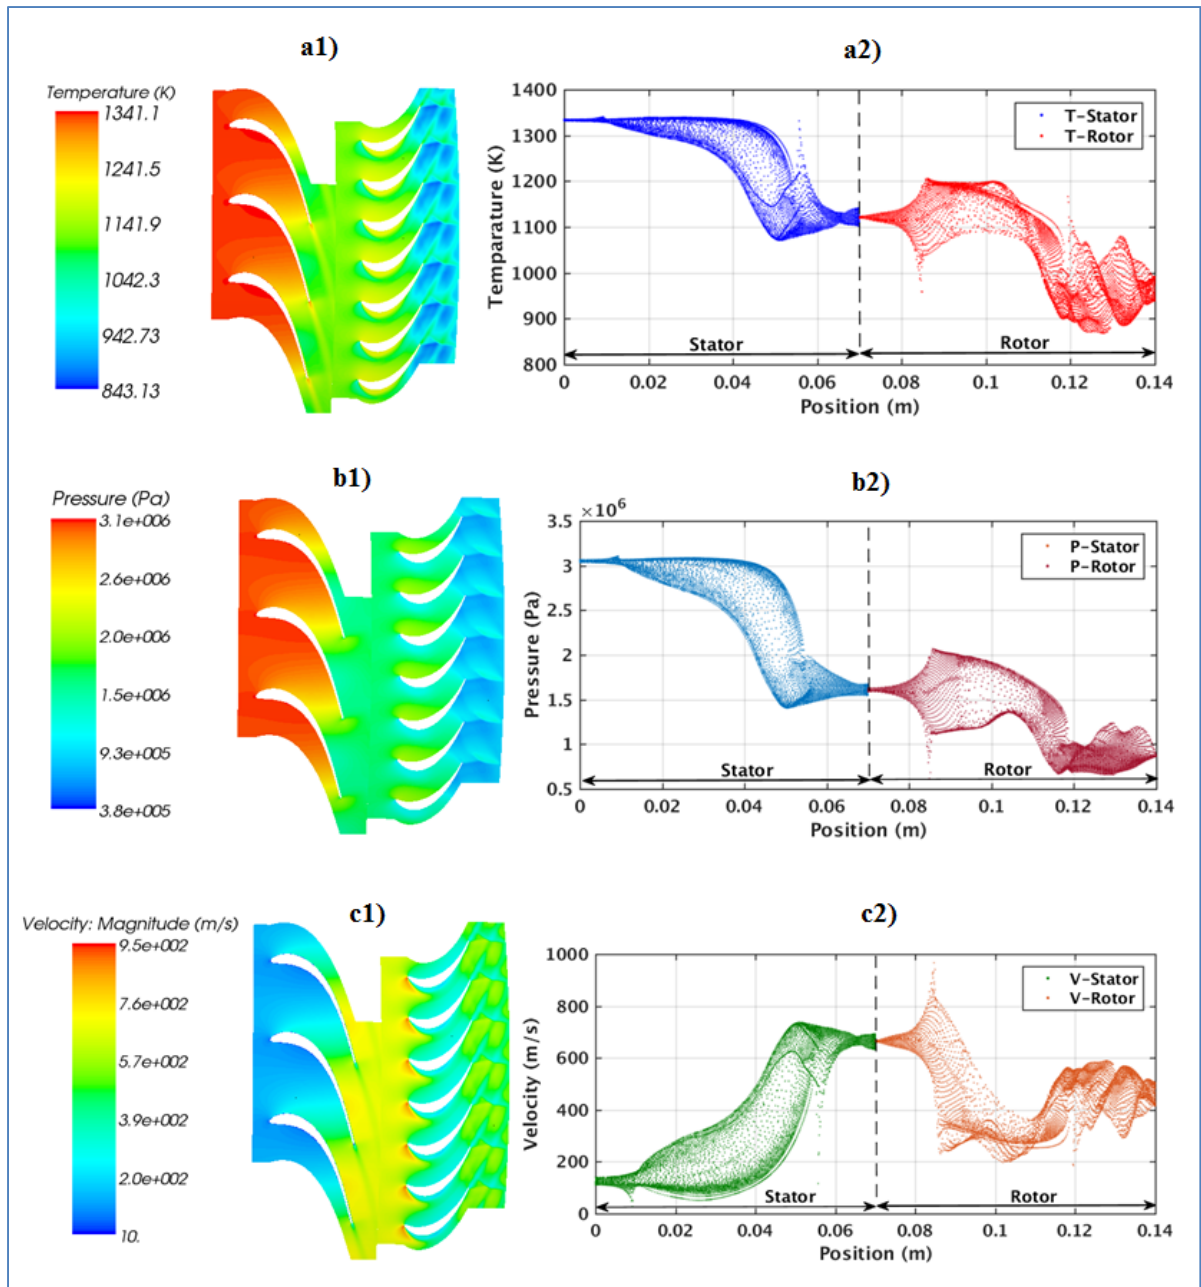 a1)
a2)
Temperature (K)
1341.1
1241.5
1141.9
1042.3
942.73
843.13
1400
1300
1200
1100
1000
900
800
Temparature (K)
T-Stator
T-Rotor
Stator
Rotor
0 0.02 0.04 0.06 0.08 0.1 0.12 0.14
Position (m)
b1)
b2)
Pressure (Pa)
3.1e+006
2.6e+006
2.0e+006
1.5e+006
9.3e+005
3.8e+005
×10^6
3.5
3
2.5
2
1.5
1
0.5
Pressure (Pa)
P-Stator
P-Rotor
Stator
Rotor
0 0.02 0.04 0.06 0.08 0.1 0.12 0.14
Position (m)
c1)
c2)
Velocity: Magnitude (m/s)
9.5e+002
7.6e+002
5.7e+002
3.9e+002
2.0e+002
10.
1000
800
600
400
200
0
Velocity (m/s)
V-Stator
V-Rotor
Stator
Rotor
0 0.02 0.04 0.06 0.08 0.1 0.12 0.14
Position (m)